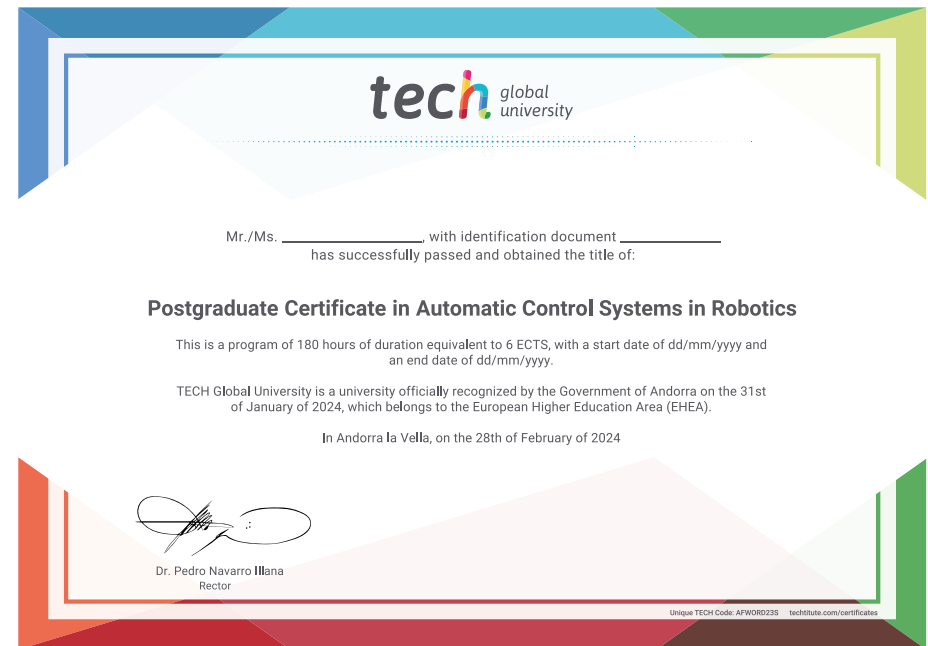 tech global university
Mr./Ms. ____________, with identification document ____________
has successfully passed and obtained the title of:
Postgraduate Certificate in Automatic Control Systems in Robotics
This is a program of 180 hours of duration equivalent to 6 ECTS, with a start date of dd/mm/yyyy and
an end date of dd/mm/yyyy.
TECH Global University is a university officially recognized by the Government of Andorra on the 31st
of January of 2024, which belongs to the European Higher Education Area (EHEA).
In Andorra la Vella, on the 28th of February of 2024
Dr. Pedro Navarro Illana
Rector
Unique TECH Code: AFWORD23S techtitute.com/certificates